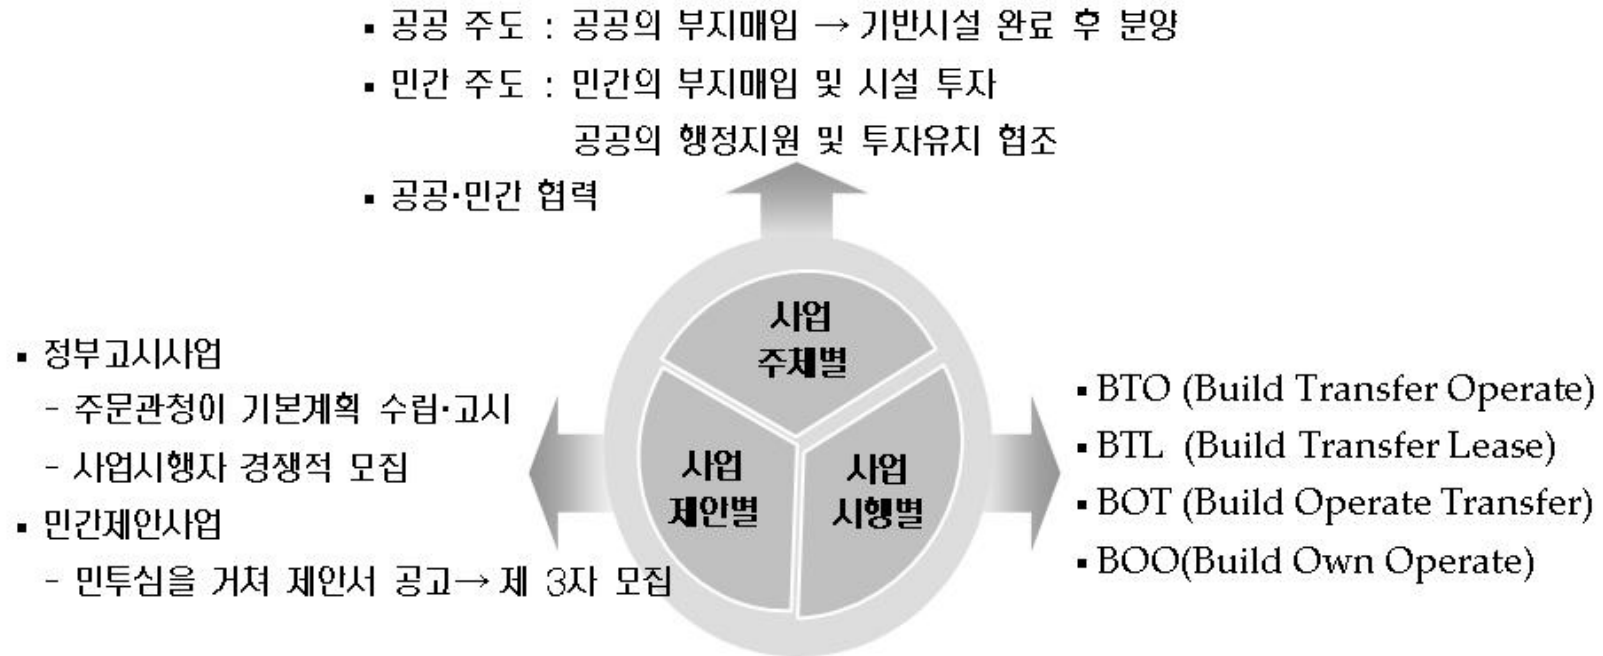 ▪ 공공 주도 : 공공의 부지매입 → 기반시설 완료 후 분양
▪ 민간 주도 : 민간의 부지매입 및 시설 투자
공공의 행정지원 및 투자유치 협조
▪ 공공·민간 협력
사업
주체별
사업
제안별
사업
시행별
▪ 정부고시사업
- 주문관청이 기본계획 수립·고시
- 사업시행자 경쟁적 모집
▪ 민간제안사업
- 민투심을 거쳐 제안서 공고→ 제 3자 모집
▪ BTO (Build Transfer Operate)
▪ BTL (Build Transfer Lease)
▪ BOT (Build Operate Transfer)
▪ BOO(Build Own Operate)